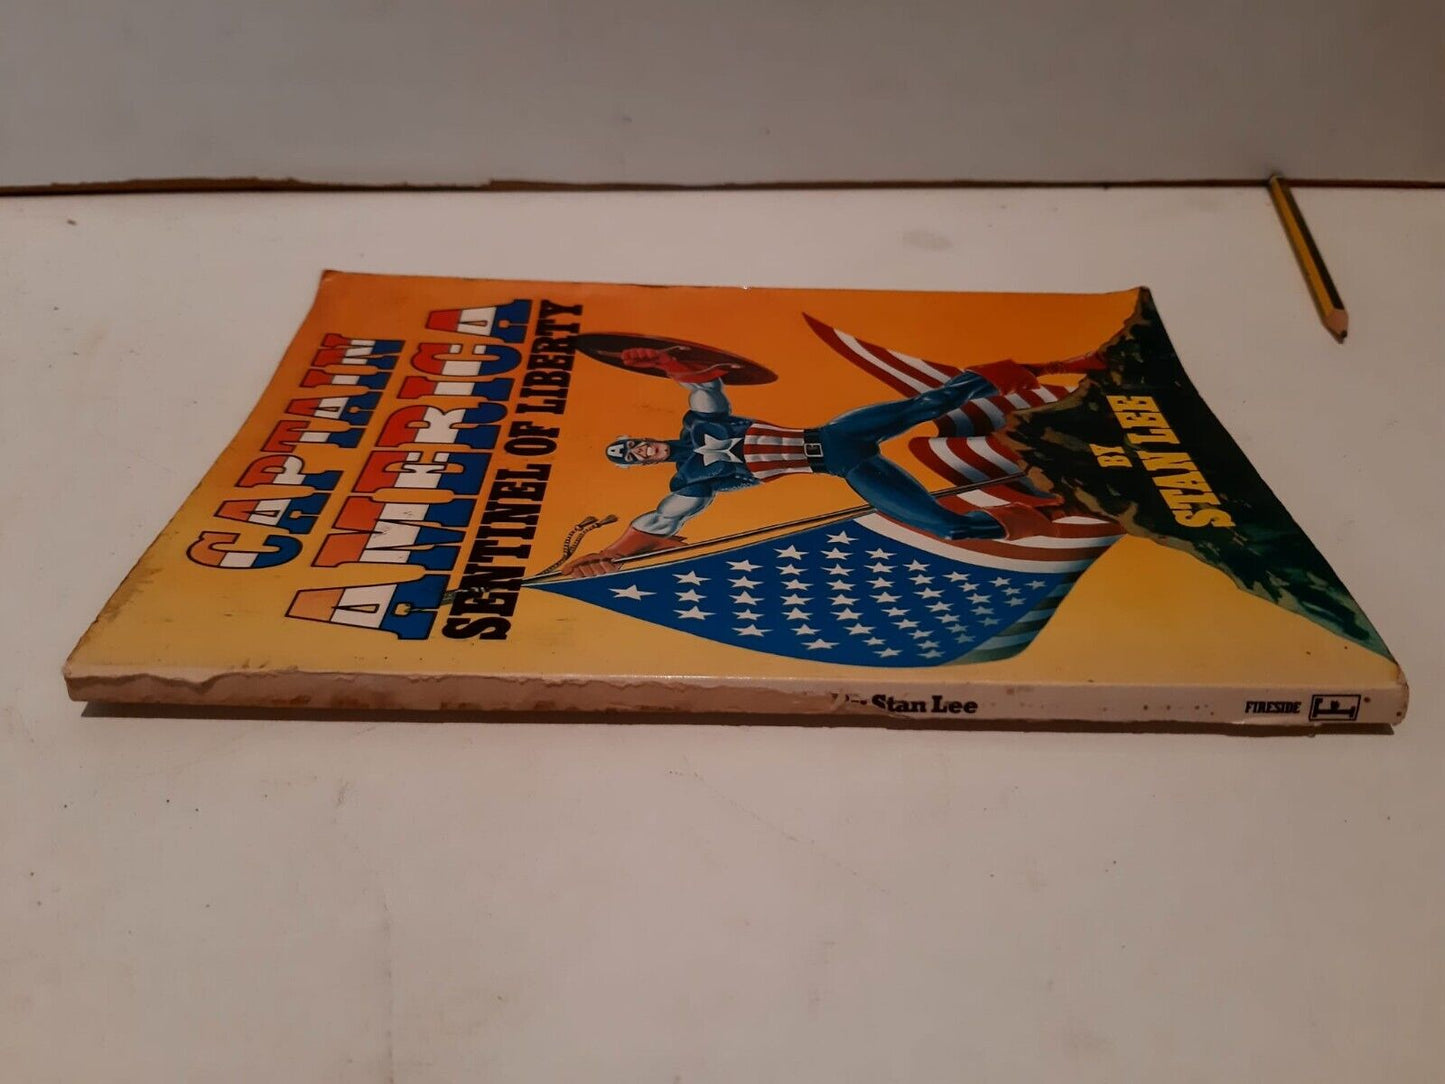 CAPTAIN
AMERICA
SENTINEL OF LIBERTY
BY
STAN LEE
Stan Lee
FIRESIDE
F